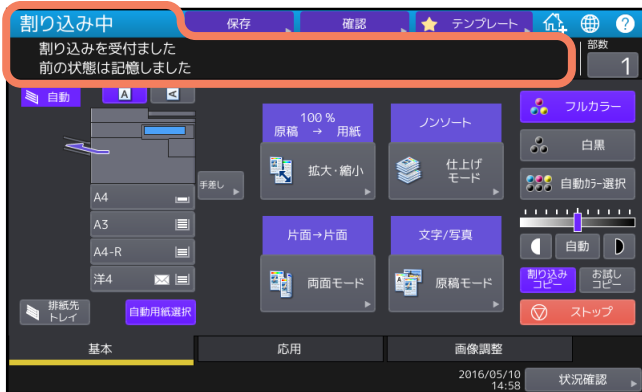 割り込み中
保存
確認
テンプレート
?
割り込みを受付ました
前の状態は記憶しました
部数
1
自動
A
A
100 %
原稿 → 用紙
ノンソート
フルカラー
拡大・縮小
仕上げ
モード
白黒
手差し
自動カラー選択
A4
A3
A4-R
洋4
片面→片面
文字/写真
自動
両面モード
原稿モード
割り込み
コピー
お試し
コピー
排紙先
トレイ
自動用紙選択
ストップ
基本
応用
画像調整
2016/05/10
14:58
状況確認